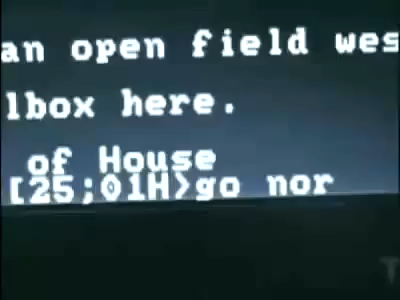 an open field wes
lbox here.
of House
[25;01H>go nor
T